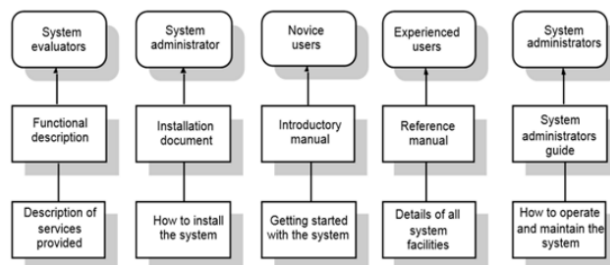 System
evaluators
System
administrator
Novice
users
Experienced
users
System
administrators
Functional
description
Installation
document
Introductory
manual
Reference
manual
System
administrators
guide
Description of
services
provided
How to install
the system
Getting started
with the system
Details of all
system
facilities
How to operate
and maintain the
system